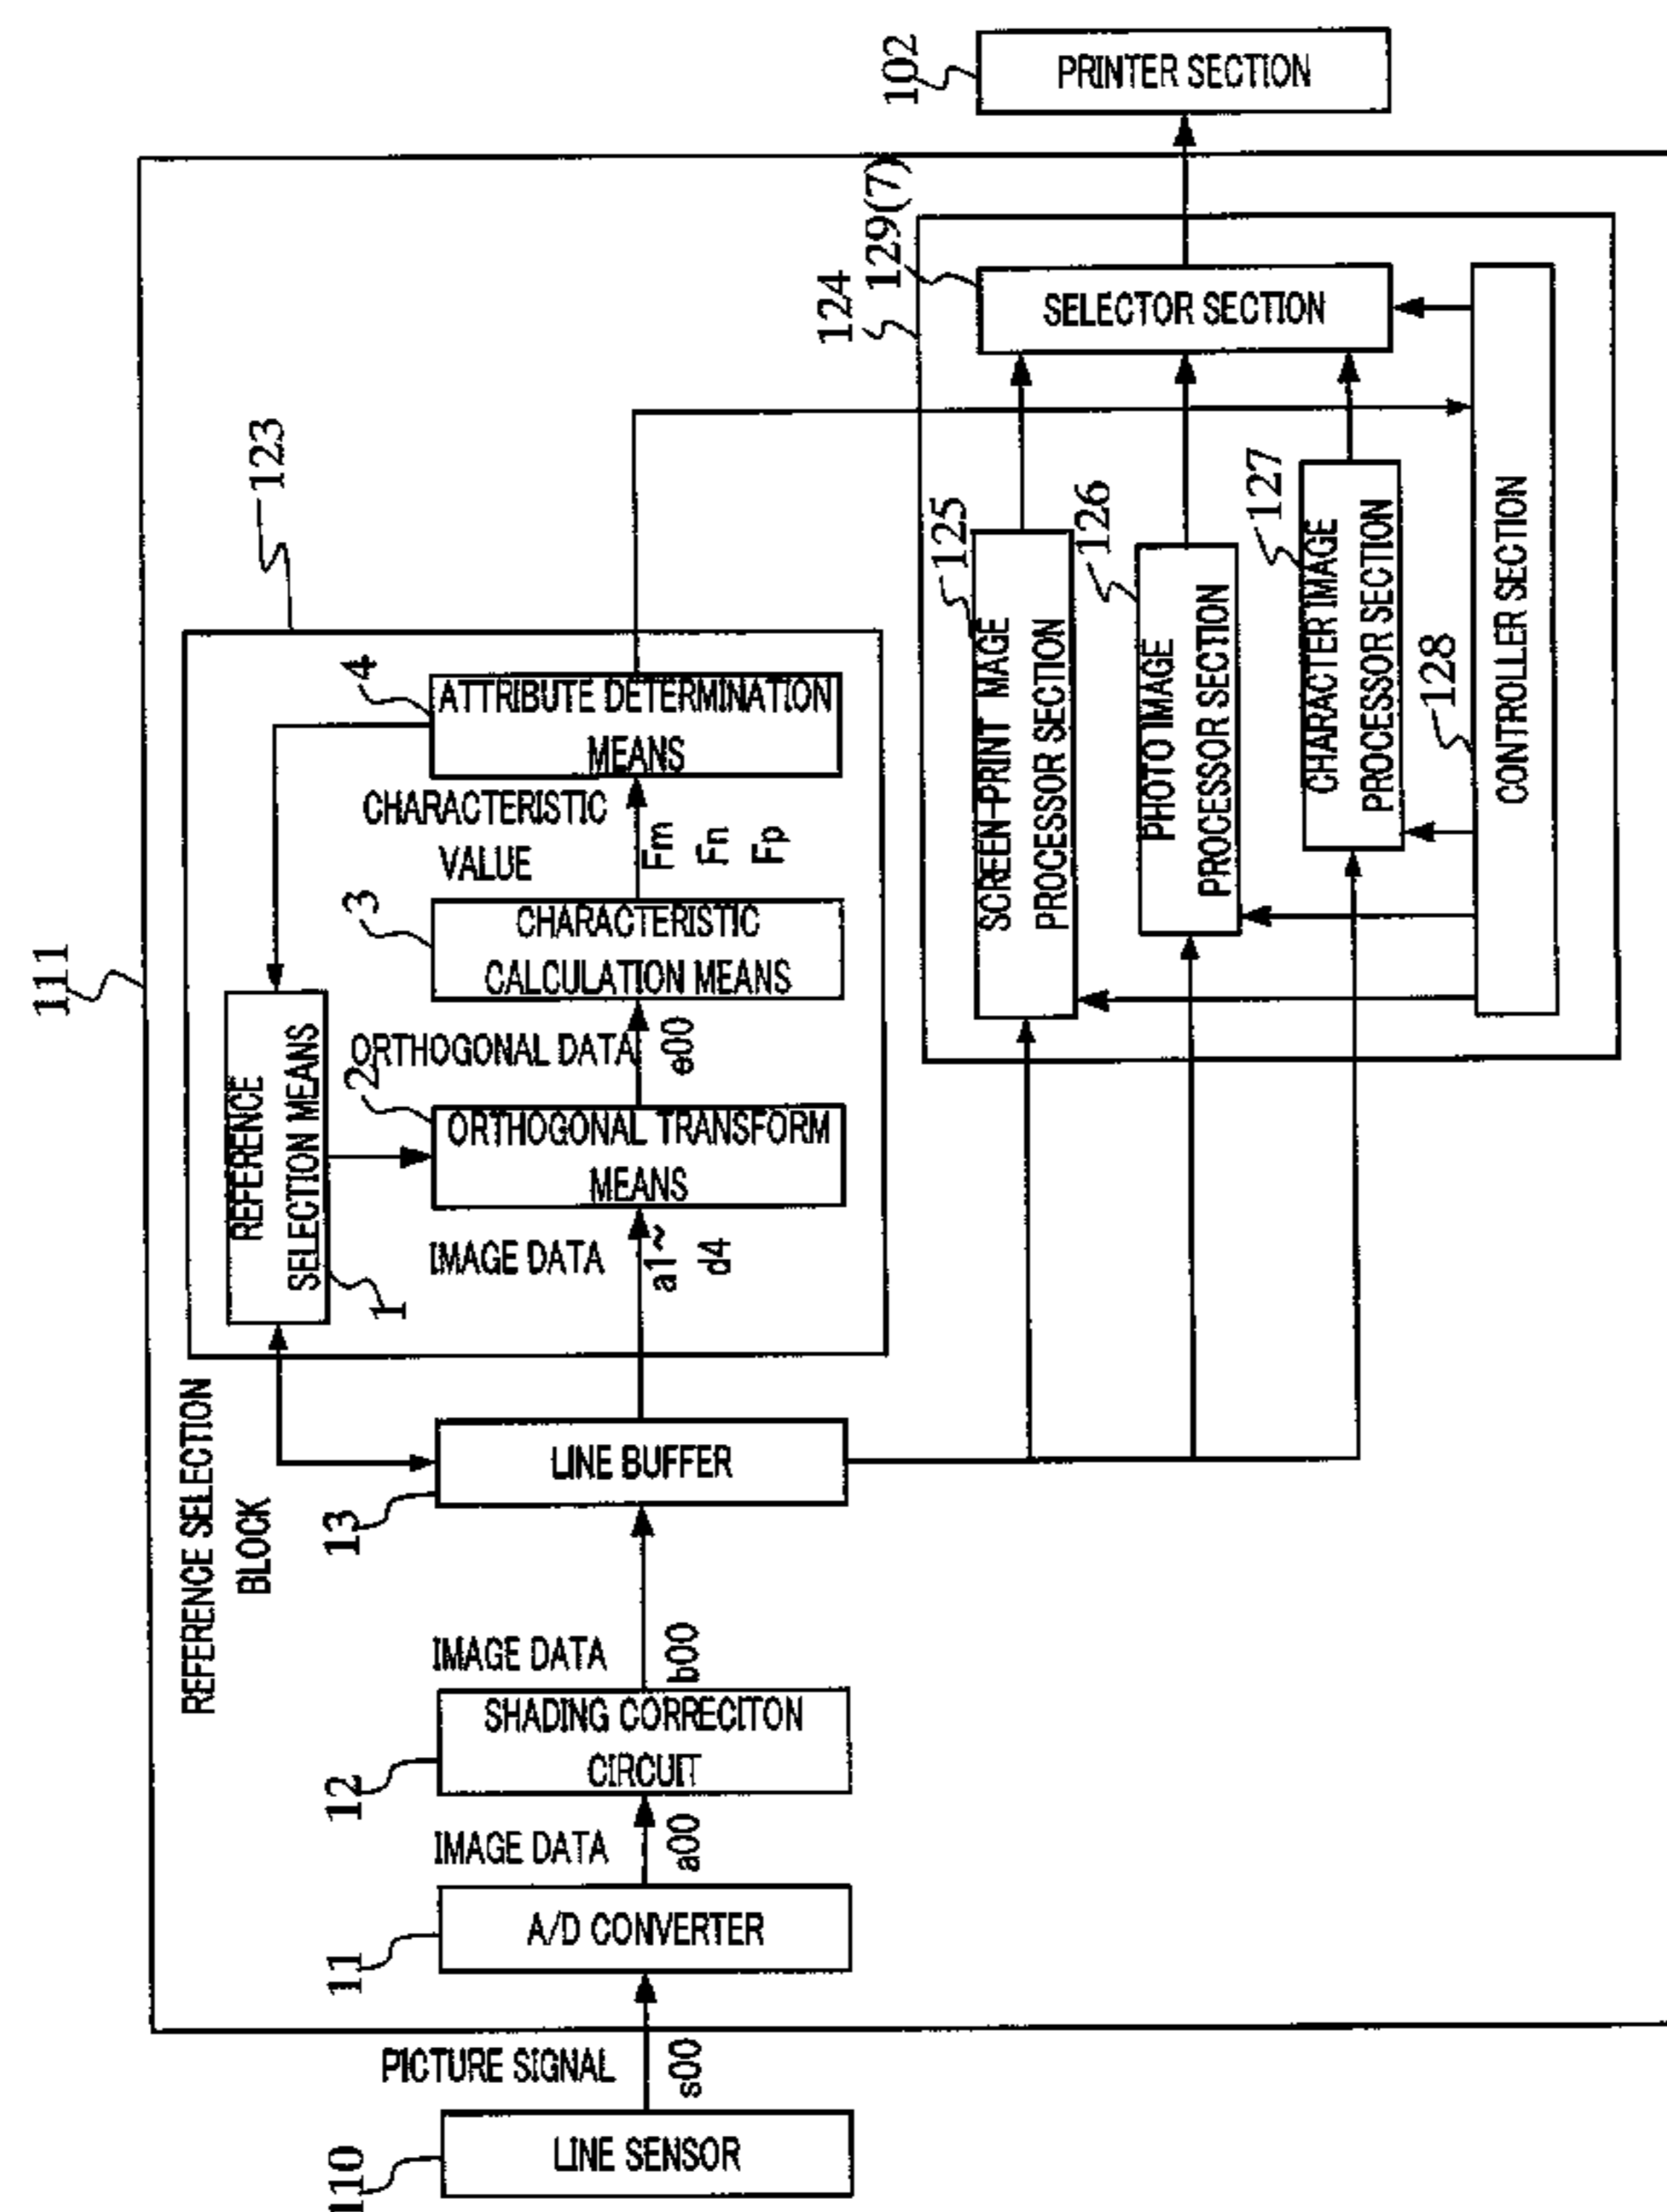 111
123
REFERENCE SELECTION
BLOCK
REFERENCE
SELECTION MEANS
1
110
LINE SENSOR
PICTURE SIGNAL
s00
11
A/D CONVERTER
IMAGE DATA
a00
12
SHADING CORRECITON
CIRCUIT
IMAGE DATA
b00
13
LINE BUFFER
IMAGE DATA
a1~
d4
2
ORTHOGONAL TRANSFORM
MEANS
ORTHOGONAL DATA
e00
3
CHARACTERISTIC
CALCULATION MEANS
CHARACTERISTIC
VALUE
Fm
Fn
Fp
4
ATTRIBUTE DETERMINATION
MEANS
124
129(7)
SELECTOR SECTION
102
PRINTER SECTION
125
SCREEN-PRINT IMAGE
PROCESSOR SECTION
126
PHOTO IMAGE
PROCESSOR SECTION
127
CHARACTER IMAGE
PROCESSOR SECTION
128
CONTROLLER SECTION